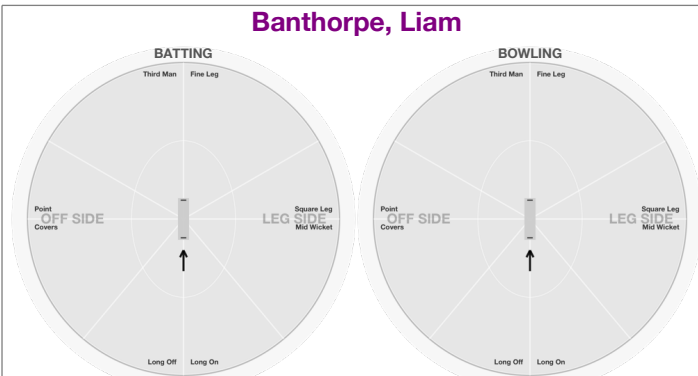 Banthorpe, Liam
BATTING
Third Man Fine Leg
Point
OFF SIDE
Covers
Square Leg
LEG SIDE
Mid Wicket
Long Off Long On
BOWLING
Third Man Fine Leg
Point
OFF SIDE
Covers
Square Leg
LEG SIDE
Mid Wicket
Long Off Long On